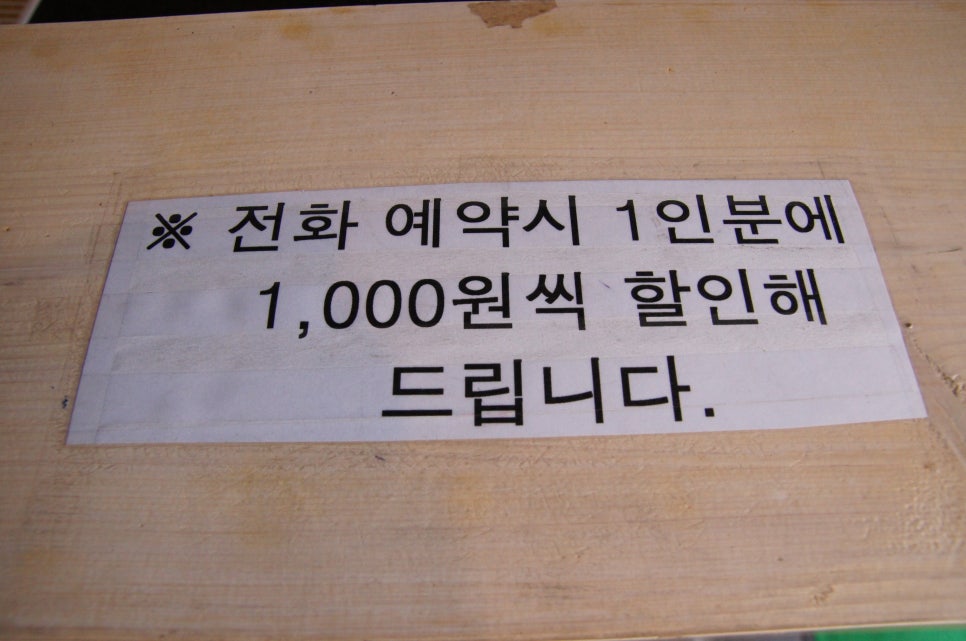 ※ 전화 예약시 1인분에
1,000원씩 할인해
드립니다.